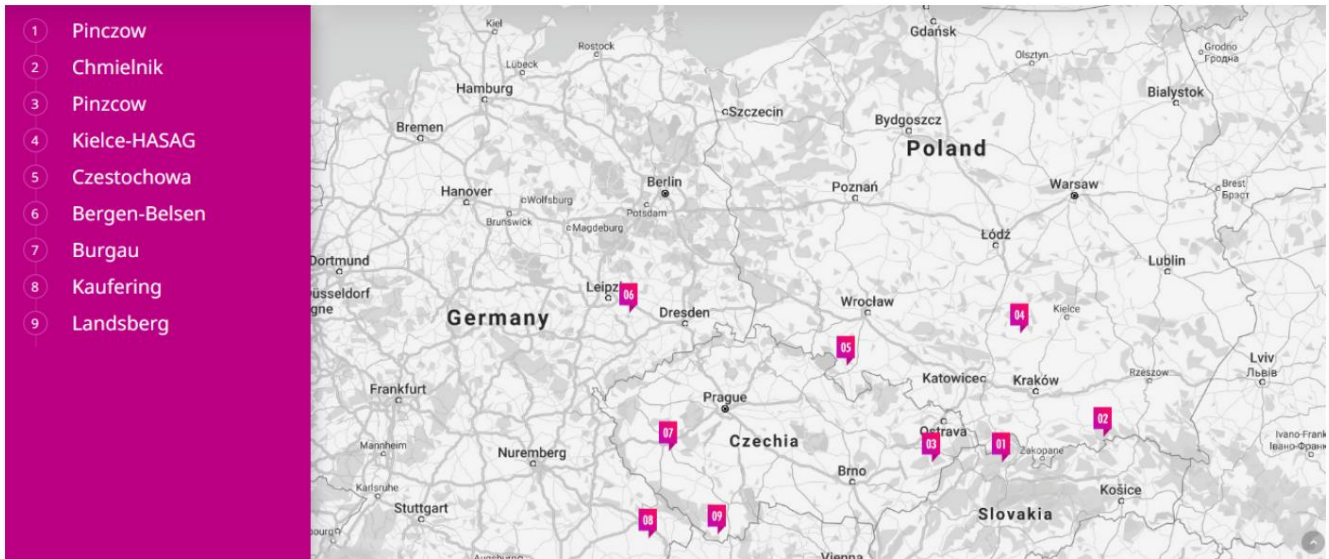 1 Pinczow
2 Chmielnik
3 Pinzcow
4 Kielce-HASAG
5 Czestochowa
6 Bergen-Belsen
7 Burgau
8 Kaufering
9 Landsberg
Kiel
Gdańsk
Rostock
Olsztyn
Grodno
Гродна
Lübeck
Hamburg
Szczecin
Bialystok
Bremen
Bydgoszcz
Poland
Berlin
Hanover
Wolfsburg
Poznań
Warsaw
Brest
Брэст
Potsdam
Brunswick
Magdeburg
Łódź
Dortmund
Lublin
üsseldorf
gne
Leipz
06
Wrocław
Kielce
04
Germany
Dresden
05
Lviv
Львів
Frankfurt
Katowice
Kraków
Rzeszow
Prague
02
07
Czechia
Ostrava
03
01
Zakopane
Ivano-Frank
Івано-Франк
Mannheim
Nuremberg
Brno
Karlsruhe
Košice
Stuttgart
08
09
Slovakia
bourg
Augsburg
Vienna